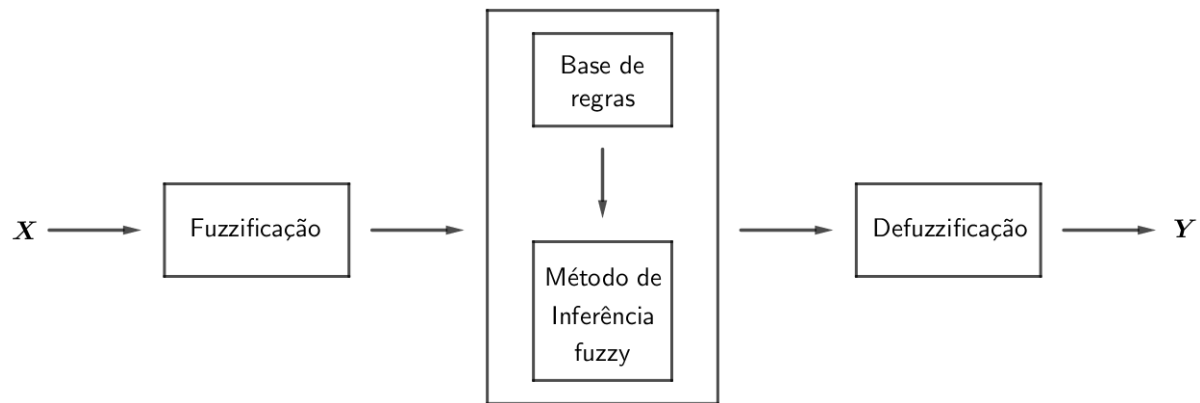 X
Fuzzificação
Base de
regras
Método de
Inferência
fuzzy
Defuzzificação
Y